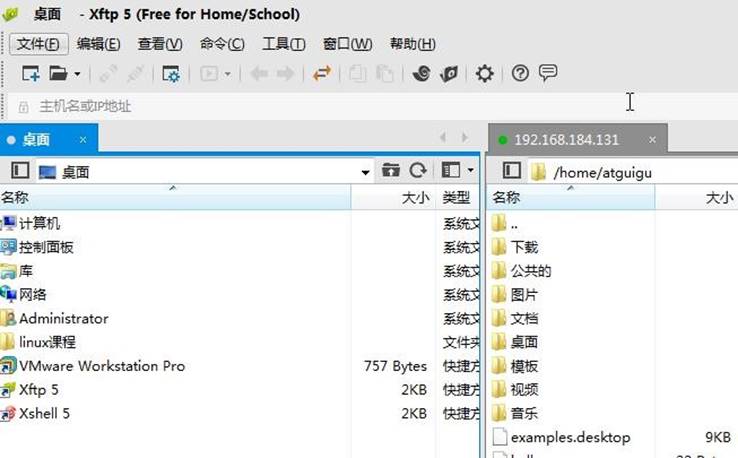 桌面 - Xftp 5 (Free for Home/School)
文件(F) 编辑(E) 查看(V) 命令(C) 工具(T) 窗口(W) 帮助(H)
主机名或IP地址
桌面 ×
192.168.184.131 ×
桌面
/home/atguigu
名称 大小 类型
名称 大小
计算机 系统文
控制面板 系统文
库 系统文
网络 系统文
Administrator 系统文
linux课程 文件夹
VMware Workstation Pro 757 Bytes 快捷方
Xftp 5 2KB 快捷方
Xshell 5 2KB 快捷方
..
下载
公共的
图片
文档
桌面
模板
视频
音乐
examples.desktop 9KB